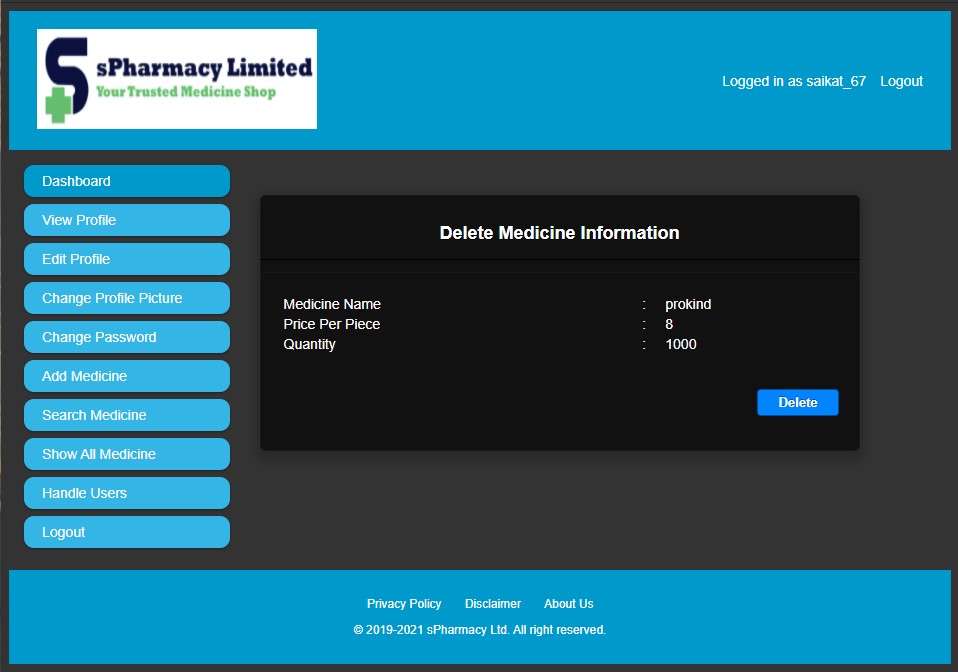 sPharmacy Limited
Your Trusted Medicine Shop
Logged in as saikat_67 Logout
Dashboard
View Profile
Edit Profile
Change Profile Picture
Change Password
Add Medicine
Search Medicine
Show All Medicine
Handle Users
Logout
Delete Medicine Information
Medicine Name : prokind
Price Per Piece : 8
Quantity : 1000
Delete
Privacy Policy Disclaimer About Us
© 2019-2021 sPharmacy Ltd. All right reserved.